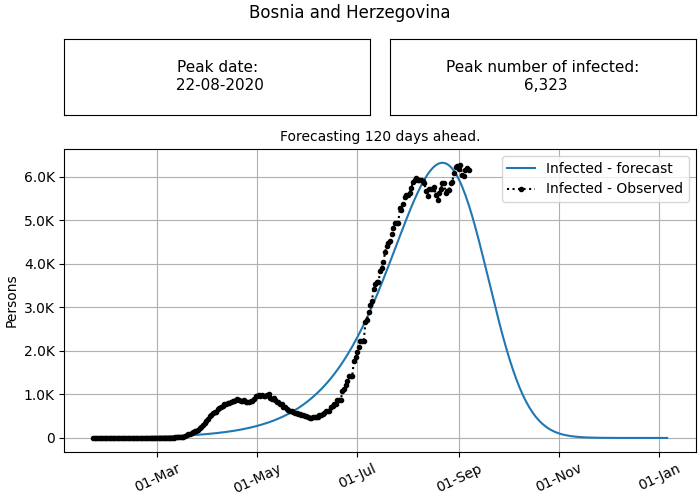 Bosnia and Herzegovina
Peak date:
22-08-2020
Peak number of infected:
6,323
Forecasting 120 days ahead.
Infected - forecast
Infected - Observed
Persons
6.0K
5.0K
4.0K
3.0K
2.0K
1.0K
0
01-Mar
01-May
01-Jul
01-Sep
01-Nov
01-Jan